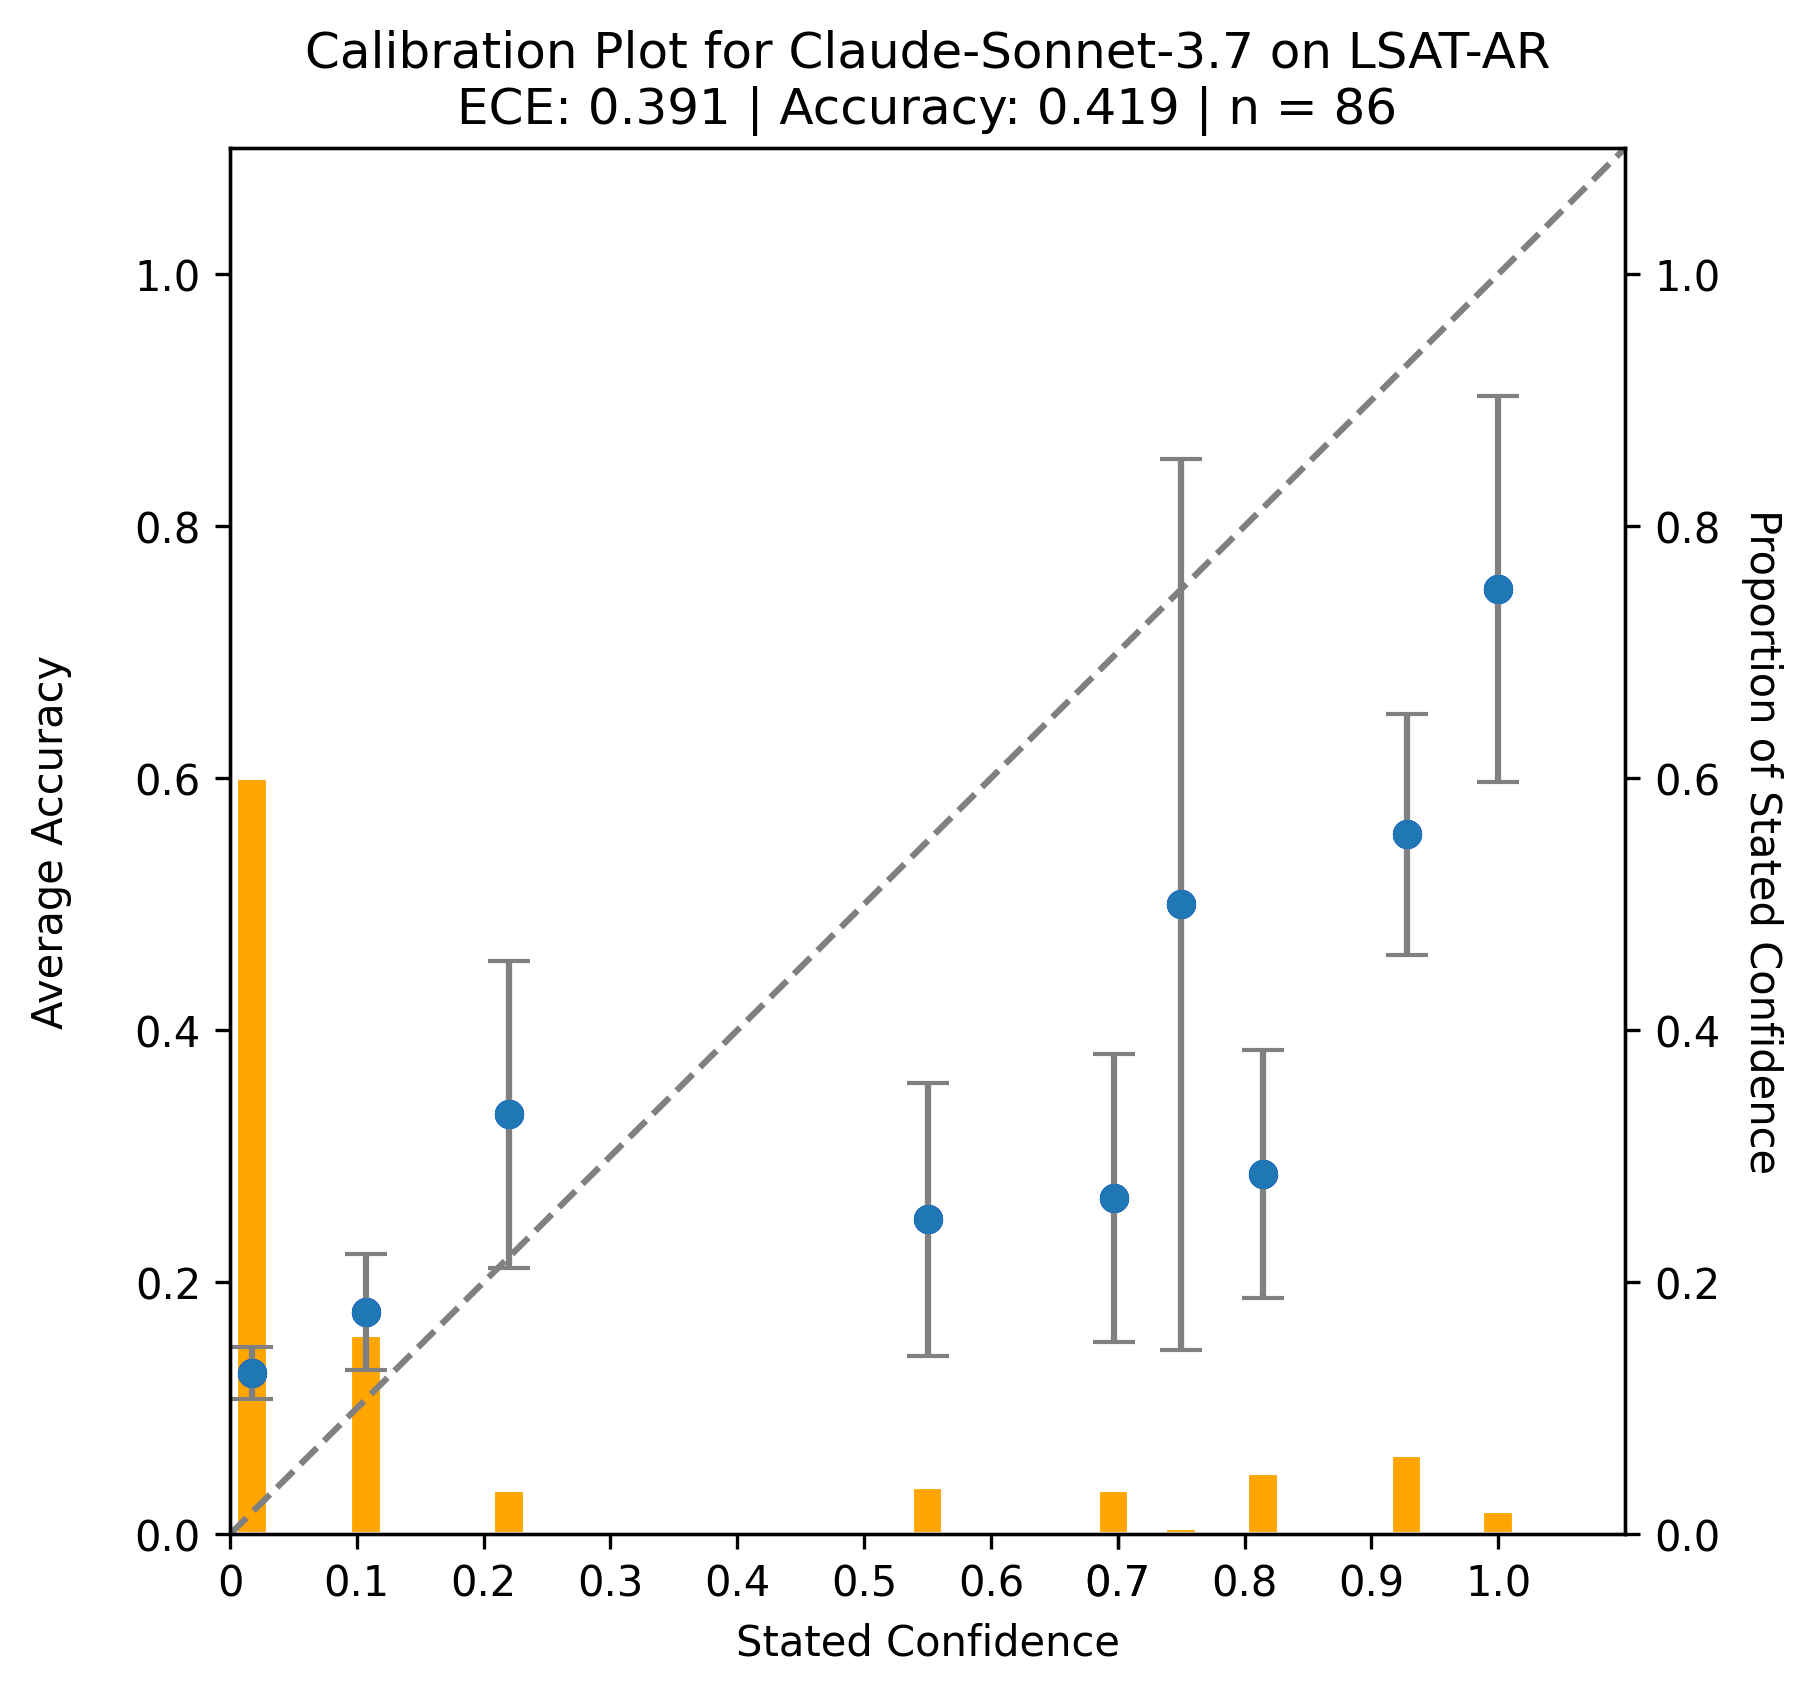 Calibration Plot for Claude-Sonnet-3.7 on LSAT-AR
ECE: 0.391 | Accuracy: 0.419 | n = 86
Average Accuracy
1.0
0.8
0.6
0.4
0.2
0.0
1.0
0.8
0.6
0.4
0.2
0.0
Proportion of Stated Confidence
0 0.1 0.2 0.3 0.4 0.5 0.6 0.7 0.8 0.9 1.0
Stated Confidence